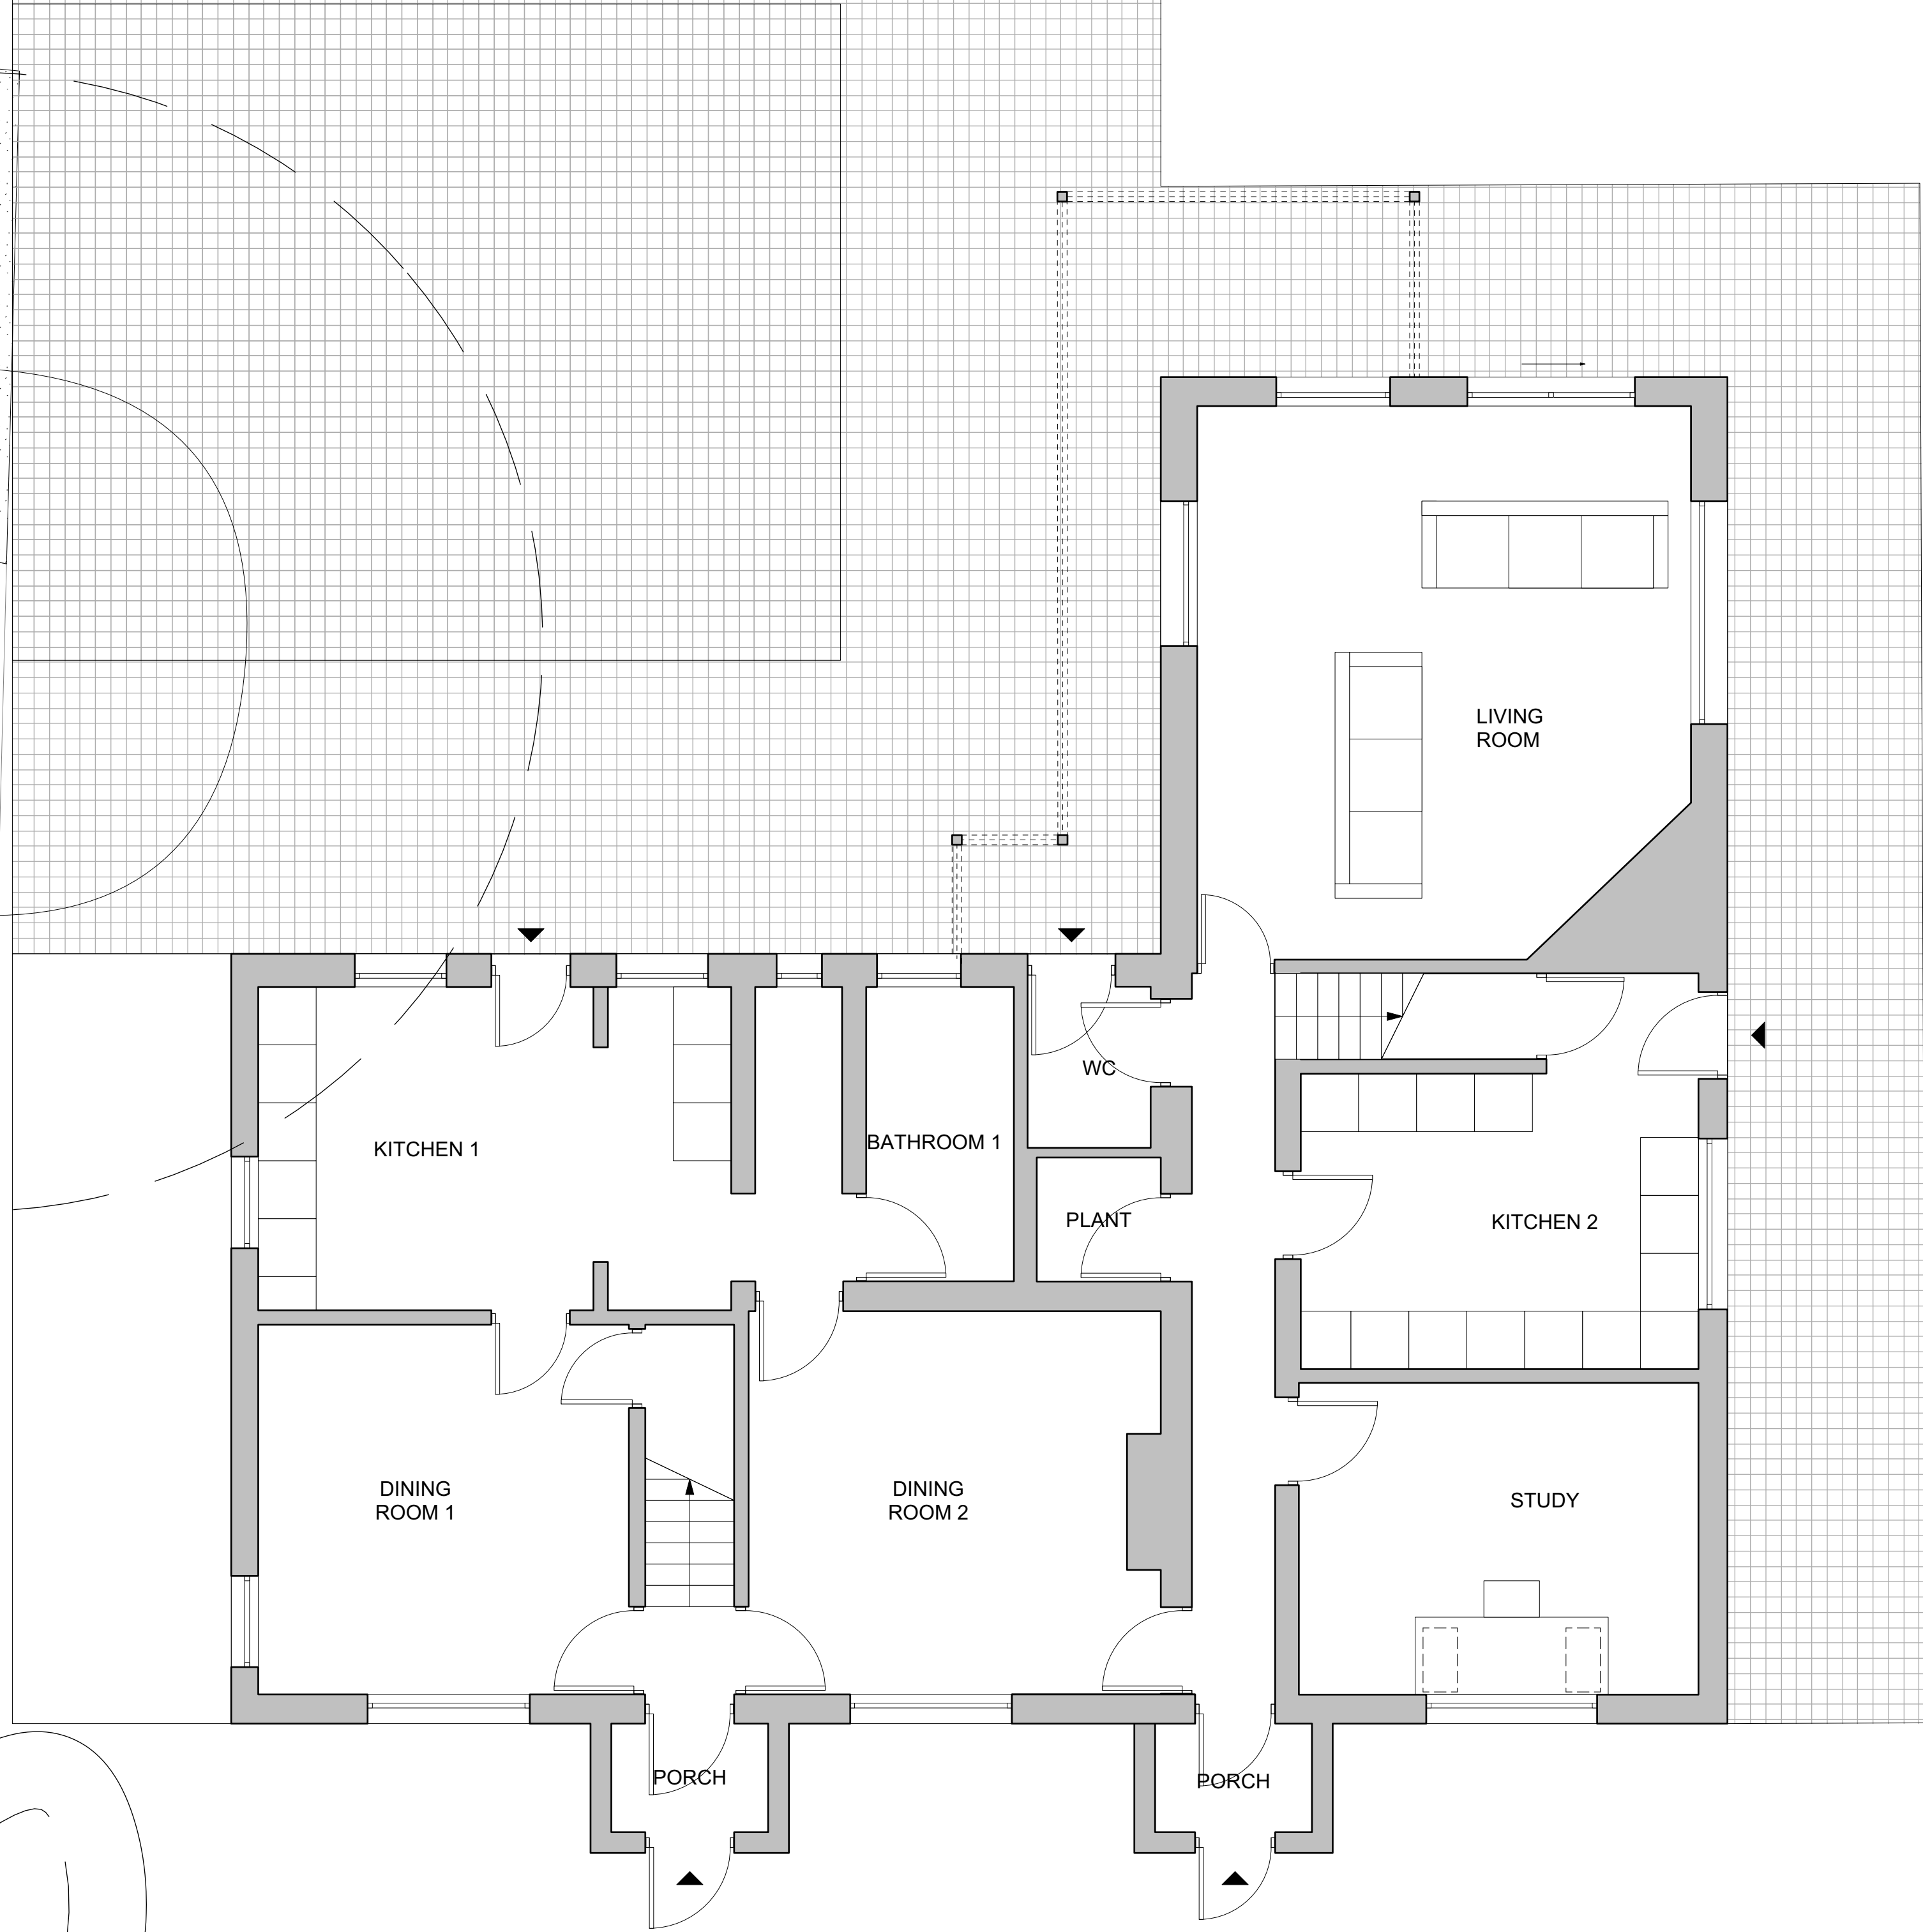 LIVING
ROOM
WC
KITCHEN 1
BATHROOM 1
PLANT
KITCHEN 2
DINING
ROOM 1
DINING
ROOM 2
STUDY
PORCH
PORCH